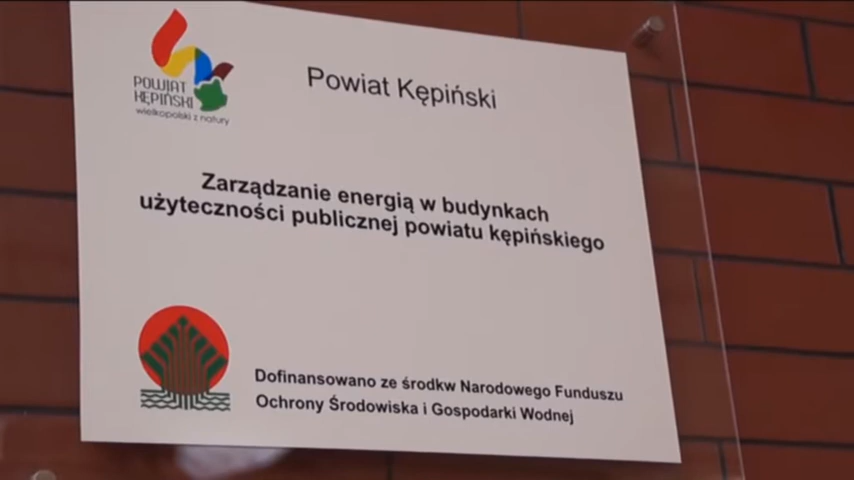 POWIAT
KĘPIŃSKI
wielkopolski z natury
Powiat Kępiński
Zarządzanie energią w budynkach
użyteczności publicznej powiatu kępińskiego
Dofinansowano ze środkw Narodowego Funduszu
Ochrony Środowiska i Gospodarki Wodnej